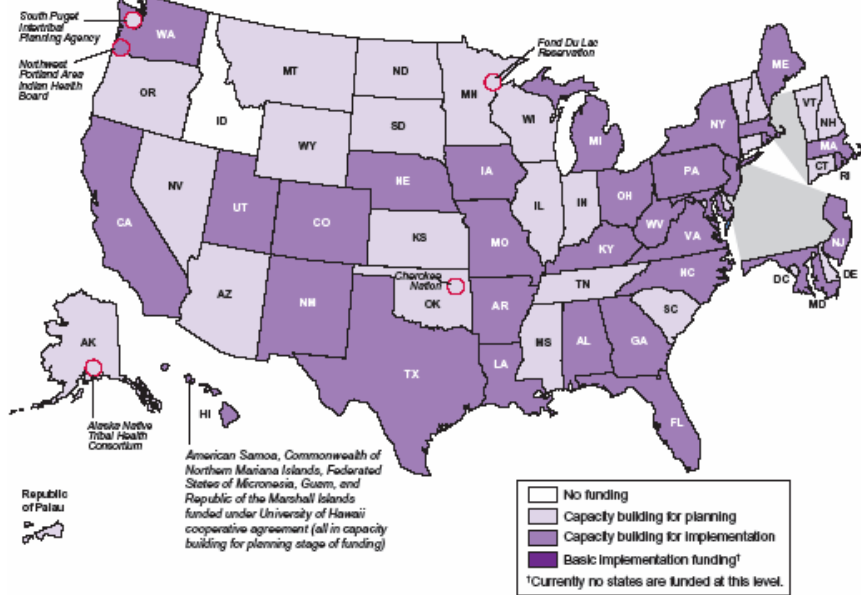 South Puget
Intertribal
Planning Agency
Northwest
Portland Area
Indian Health
Board
WA
OR
ID
MT
ND
SD
WY
NV
CA
UT
CO
AZ
NM
NE
KS
Cherokee
Nation
OK
TX
MN
Fond Du Lac
Reservation
WI
IA
MO
AR
LA
IL
IN
MI
OH
KY
TN
MS
AL
GA
FL
SC
NC
VA
WV
PA
NY
ME
VT
NH
MA
CT
RI
NJ
DE
DC
MD
AK
Alaska Native
Tribal Health
Consortium
HI
American Samoa, Commonwealth of
Northern Mariana Islands, Federated
States of Micronesia, Guam, and
Republic of the Marshall Islands
funded under University of Hawaii
cooperative agreement (all in capacity
building for planning stage of funding)
Republic
of Palau
No funding
Capacity building for planning
Capacity building for implementation
Basic implementation funding†
†Currently no states are funded at this level.